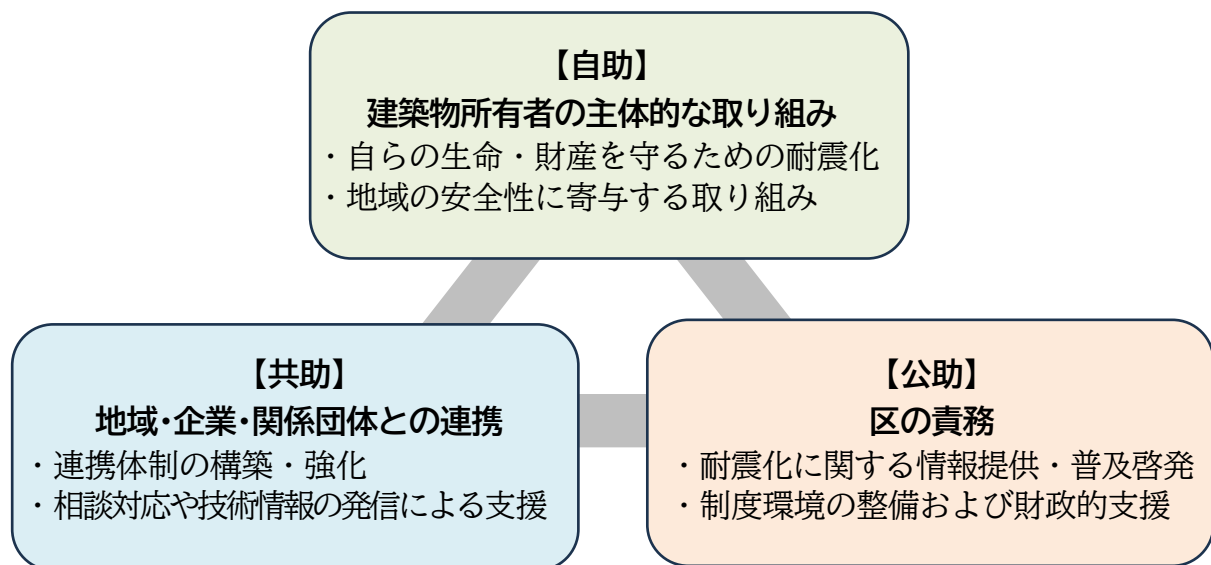 【自助】
建築物所有者の主体的な取り組み
・自らの生命・財産を守るための耐震化
・地域の安全性に寄与する取り組み
【共助】
地域・企業・関係団体との連携
・連携体制の構築・強化
・相談対応や技術情報の発信による支援
【公助】
区の責務
・耐震化に関する情報提供・普及啓発
・制度環境の整備および財政的支援